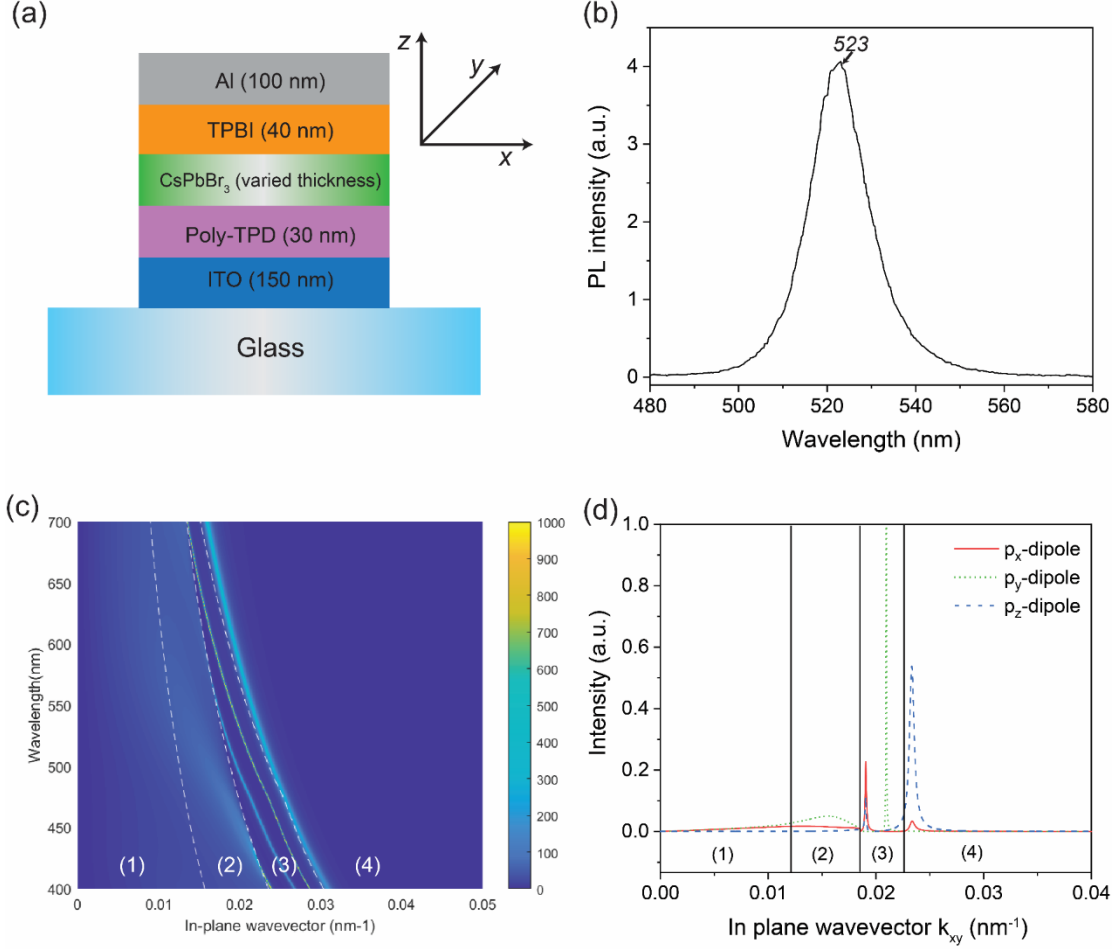 (a)
z
y
x
Al (100 nm)
TPBI (40 nm)
CsPbBr₃ (varied thickness)
Poly-TPD (30 nm)
ITO (150 nm)
Glass
(b)
523
4
3
2
1
0
PL intensity (a.u.)
480 500 520 540 560 580
Wavelength (nm)
(c)
700
650
600
550
500
450
400
Wavelength(nm)
(1) (2) (3) (4)
0 0.01 0.02 0.03 0.04 0.05
In-plane wavevector (nm-1)
1000
900
800
700
600
500
400
300
200
100
0
(d)
1.0
0.8
0.6
0.4
0.2
0.0
Intensity (a.u.)
pₓ-dipole
p_y-dipole
p_z-dipole
(1) (2) (3) (4)
0.00 0.01 0.02 0.03 0.04
In plane wavevector k_xy (nm⁻¹)